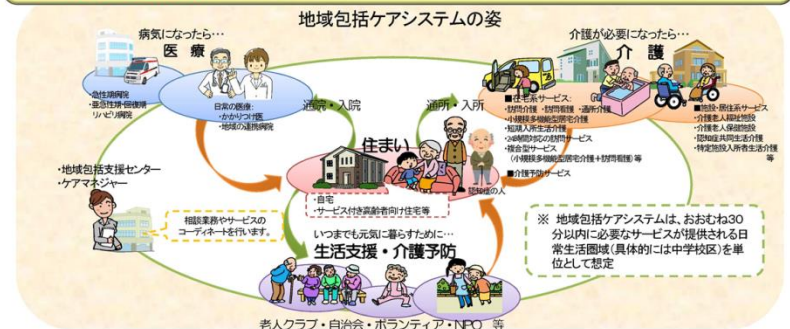 地域包括ケアシステムの姿
病気になったら…
医療
介護が必要になったら…
介護
・急性期病院
・亜急性期・回復期
リハビリ病院
日常の医療:
・かかりつけ医
・地域の連携病院
通院・入院
通所・入所
■在宅系サービス:
・訪問介護・訪問看護・通所介護
・小規模多機能型居宅介護
・短期入所生活介護
・24時間対応の訪問サービス
・複合型サービス
(小規模多機能型居宅介護+訪問看護)等
■介護予防サービス
■施設・居住系サービス
・介護老人福祉施設
・介護老人保健施設
・認知症共同生活介護
・特定施設入所者生活介護
等
住まい
認知症の人
・自宅
・サービス付き高齢者向け住宅等
・地域包括支援センター
・ケアマネジャー
相談業務やサービスの
コーディネートを行います。
いつまでも元気に暮らすために…
生活支援・介護予防
老人クラブ・自治会・ボランティア・NPO 等
※ 地域包括ケアシステムは、おおむね30
分以内に必要なサービスが提供される日
常生活圏域(具体的には中学校区)を単
位として想定